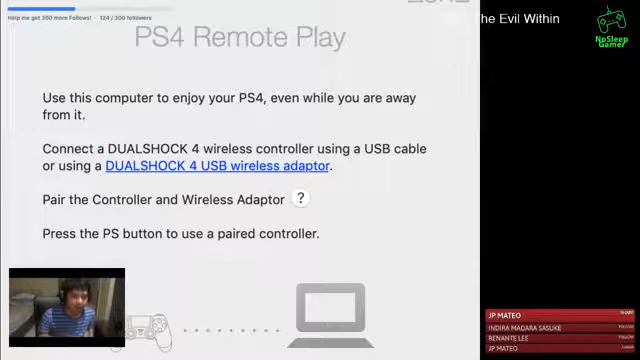 Help me get 300 more Follows! - 124 / 300 followers
The Evil Within
NpSleep
Gamer
PS4 Remote Play
Use this computer to enjoy your PS4, even while you are away
from it.
Connect a DUALSHOCK 4 wireless controller using a USB cable
or using a DUALSHOCK 4 USB wireless adaptor.
Pair the Controller and Wireless Adaptor ?
Press the PS button to use a paired controller.
JP MATEO
INDIRA MADARA SASUKE
RENANTE LEE
JP MATEO